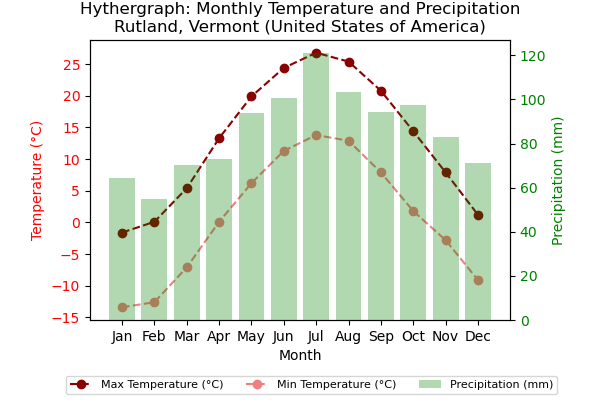 Hythergraph: Monthly Temperature and Precipitation
Rutland, Vermont (United States of America)
Temperature (°C)
25
20
15
10
5
0
−5
−10
−15
120
100
80
60
40
20
0
Precipitation (mm)
Jan Feb Mar Apr May Jun Jul Aug Sep Oct Nov Dec
Month
Max Temperature (°C) Min Temperature (°C) Precipitation (mm)